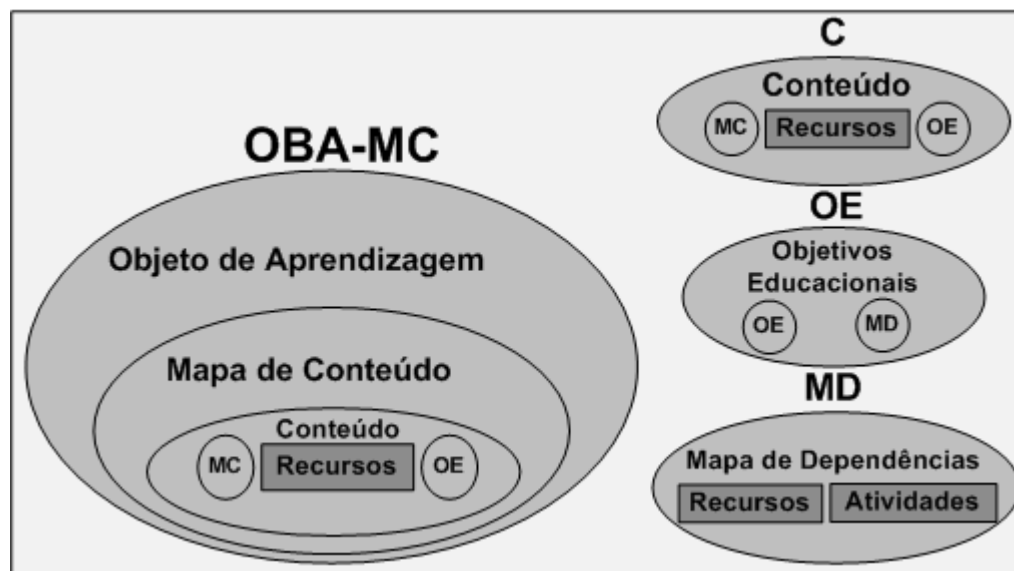 OBA-MC
Objeto de Aprendizagem
Mapa de Conteúdo
Conteúdo
MC Recursos OE
C
Conteúdo
MC Recursos OE
OE
Objetivos
Educacionais
OE MD
MD
Mapa de Dependências
Recursos Atividades